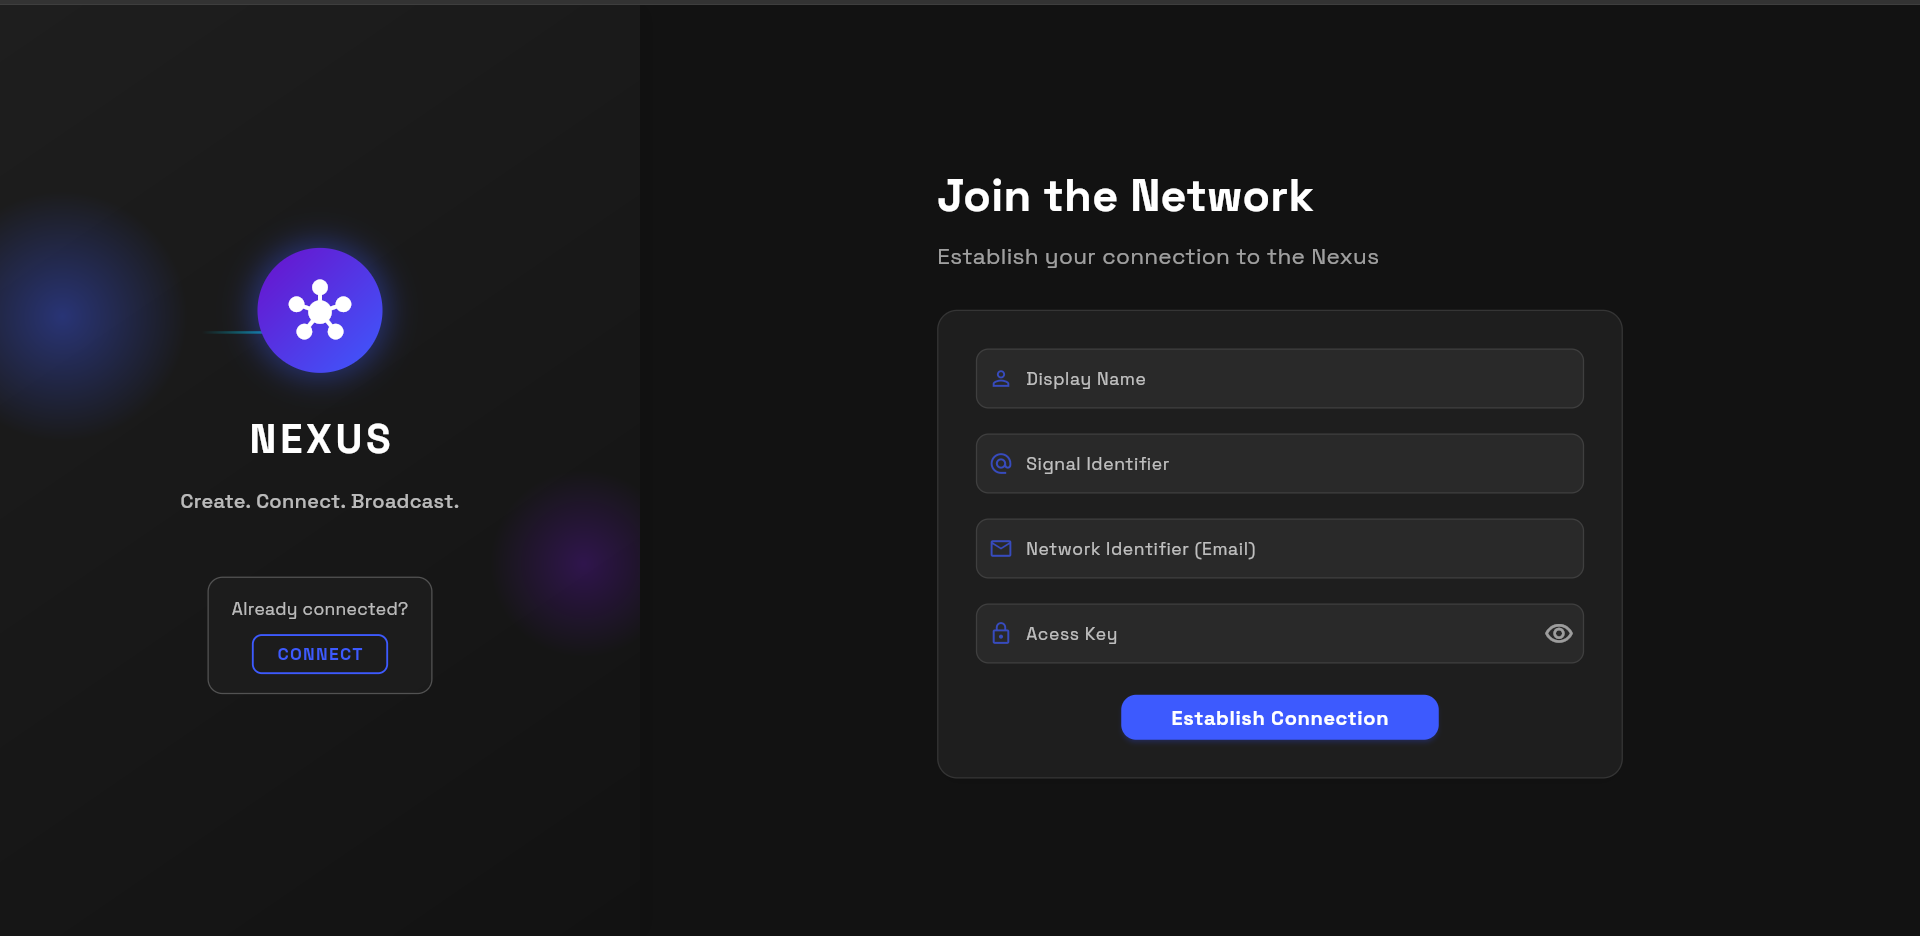 NEXUS
Create. Connect. Broadcast.
Already connected?
CONNECT
Join the Network
Establish your connection to the Nexus
Display Name
Signal Identifier
Network Identifier (Email)
Acess Key
Establish Connection